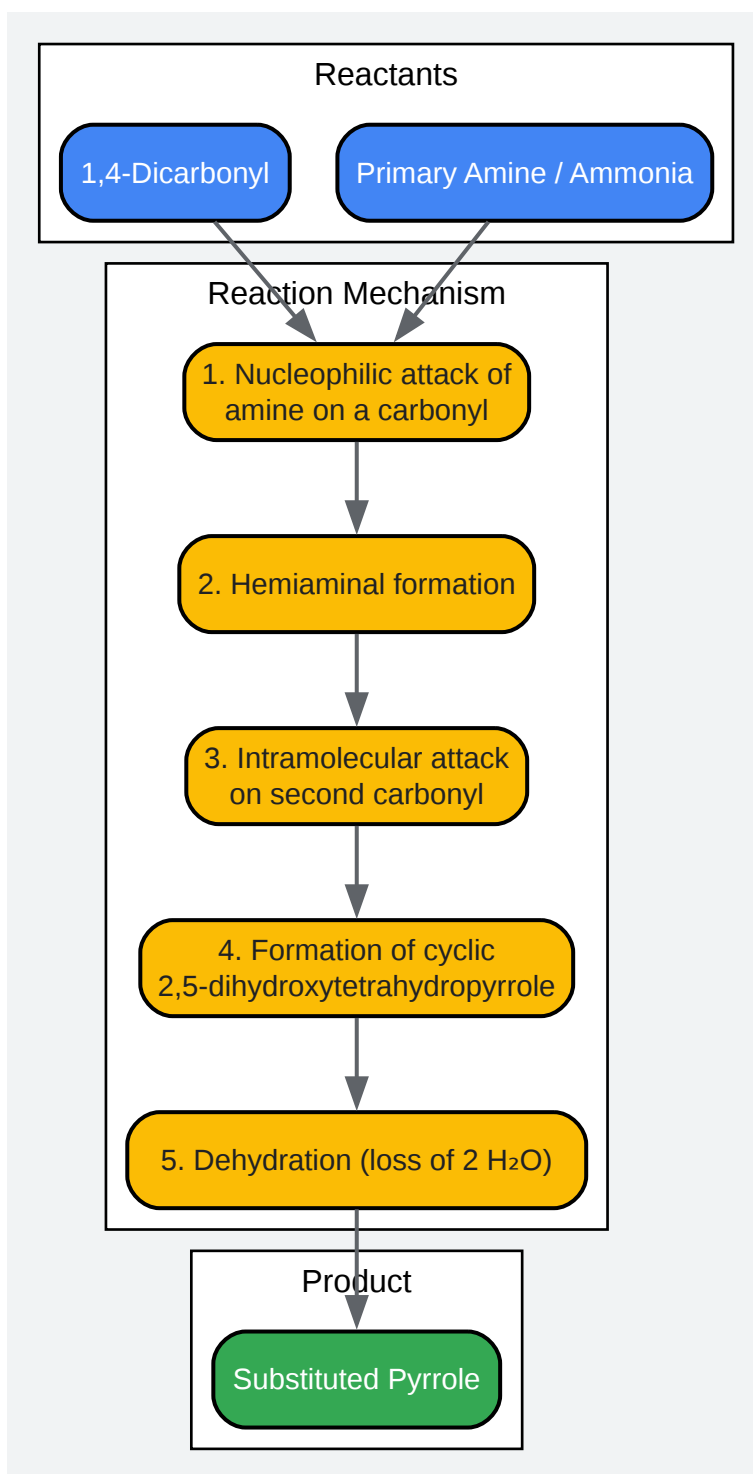 Reactants
1,4-Dicarbonyl
Primary Amine / Ammonia
Reaction Mechanism
1. Nucleophilic attack of
amine on a carbonyl
2. Hemiaminal formation
3. Intramolecular attack
on second carbonyl
4. Formation of cyclic
2,5-dihydroxytetrahydropyrrole
5. Dehydration (loss of 2 H₂O)
Product
Substituted Pyrrole